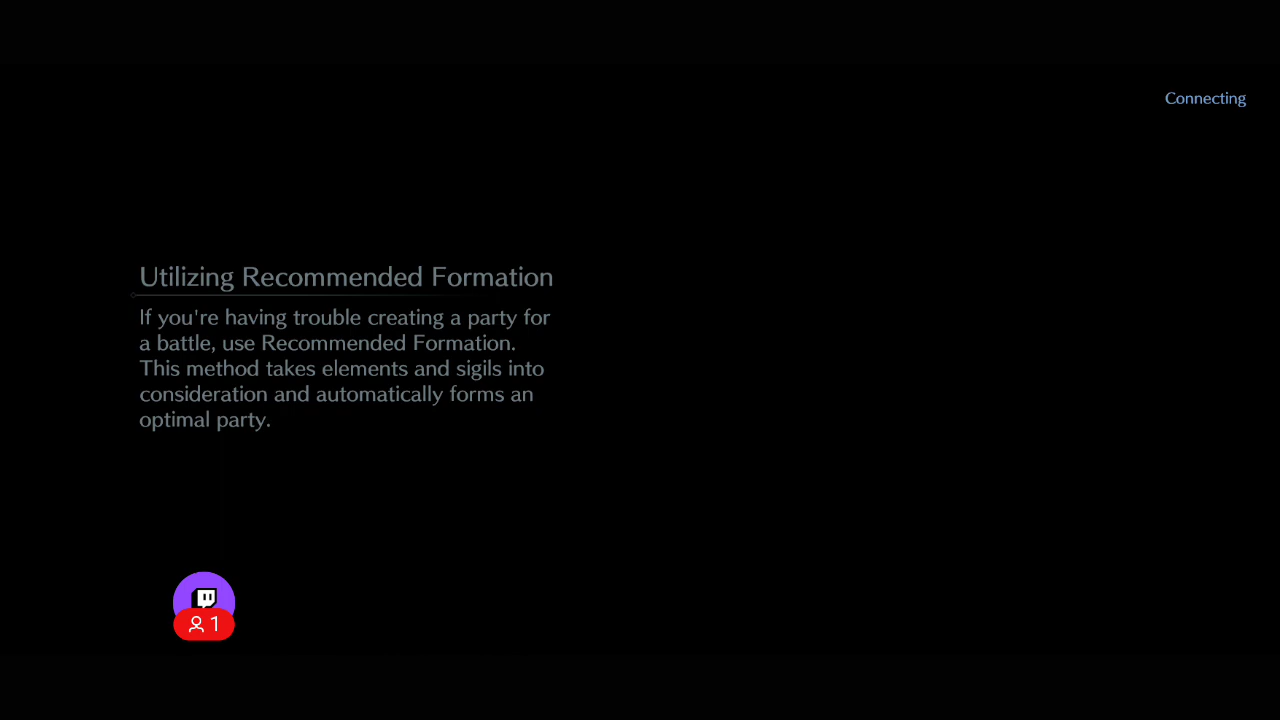 Connecting
Utilizing Recommended Formation
If you're having trouble creating a party for
a battle, use Recommended Formation.
This method takes elements and sigils into
consideration and automatically forms an
optimal party.
1